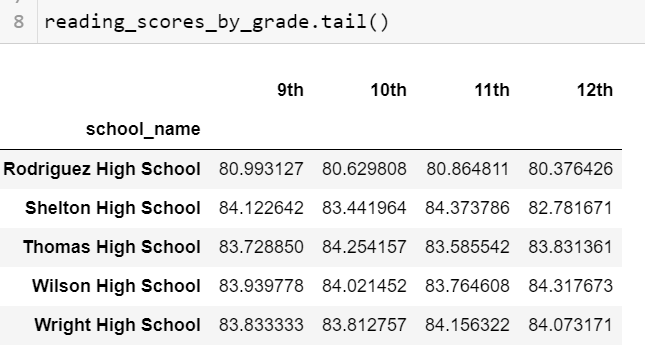 8 reading_scores_by_grade.tail()
9th 10th 11th 12th
school_name
Rodriguez High School 80.993127 80.629808 80.864811 80.376426
Shelton High School 84.122642 83.441964 84.373786 82.781671
Thomas High School 83.728850 84.254157 83.585542 83.831361
Wilson High School 83.939778 84.021452 83.764608 84.317673
Wright High School 83.833333 83.812757 84.156322 84.073171